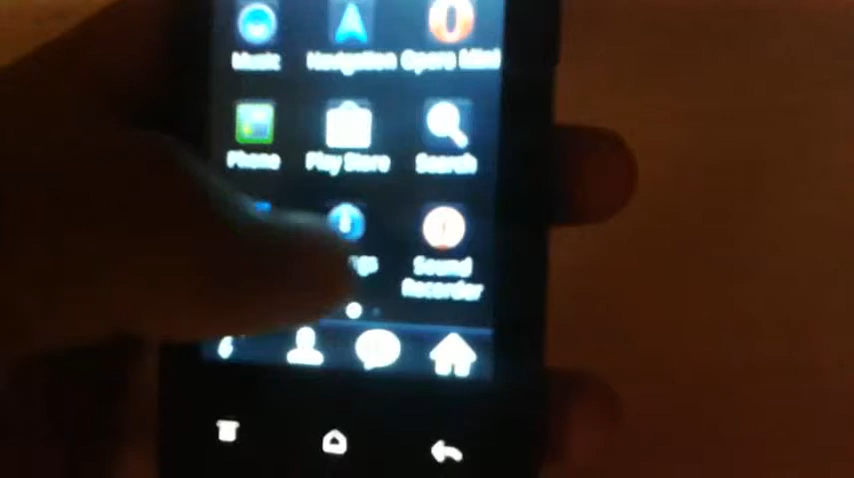 Music Navigation Opera Mini
Phone Play Store Search
Sound
Recorder